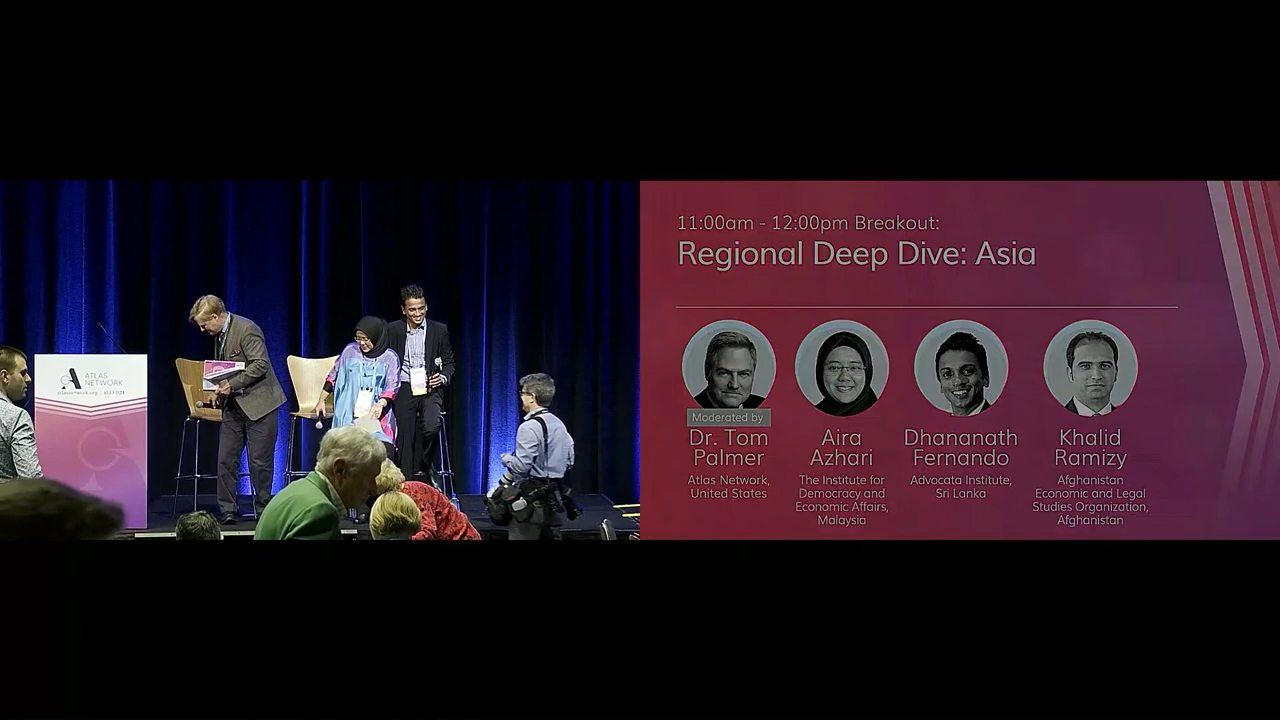 ATLAS
NETWORK
11:00am - 12:00pm Breakout:
Regional Deep Dive: Asia
Moderated by
Dr. Tom
Palmer
Atlas Network,
United States
Aira
Azhari
The Institute for
Democracy and
Economic Affairs,
Malaysia
Dhananath
Fernando
Advocata Institute,
Sri Lanka
Khalid
Ramizy
Afghanistan
Economic and Legal
Studies Organization,
Afghanistan